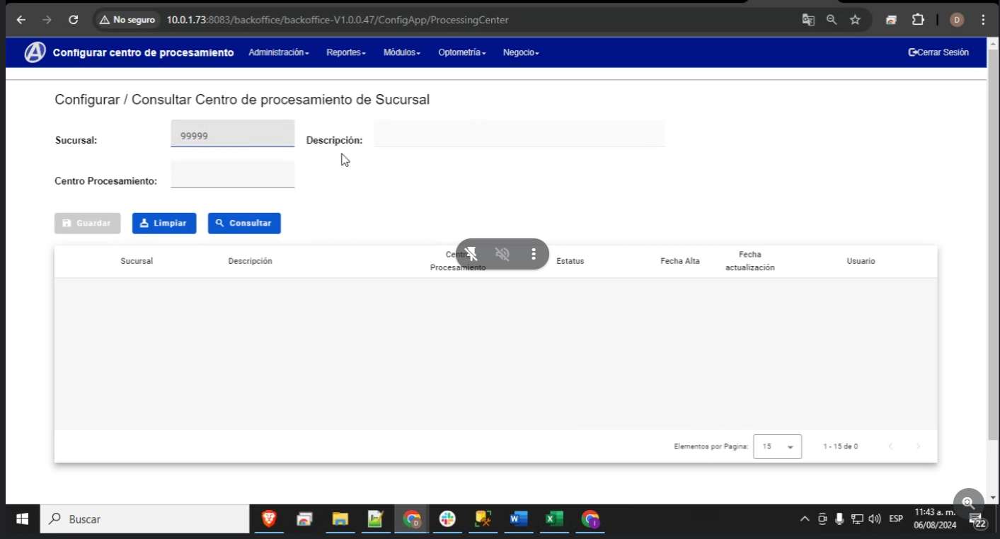 No seguro 10.0.1.73:8083/backoffice/backoffice-V1.0.0.47/ConfigApp/ProcessingCenter D
A Configurar centro de procesamiento Administración Reportes Módulos Optometría Negocio Cerrar Sesión
Configurar / Consultar Centro de procesamiento de Sucursal
Sucursal: 99999 Descripción:
Centro Procesamiento:
Guardar Limpiar Consultar
Sucursal Descripción Centro Procesamiento Estatus Fecha Alta Fecha actualización Usuario
Elementos por Pagina: 15 1 - 15 de 0
Buscar D W X I ESP 11:43 a. m.
06/08/2024 22